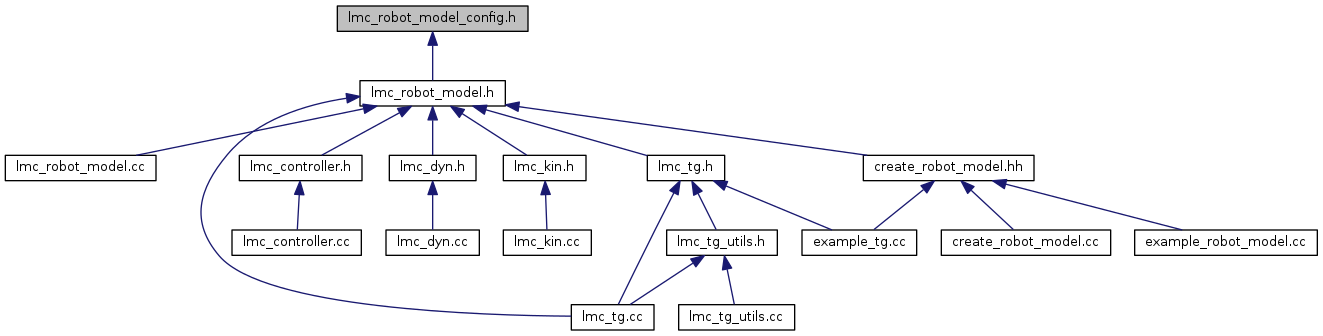 lmc_robot_model_config.h
lmc_robot_model.h
lmc_robot_model.cc
lmc_controller.h
lmc_dyn.h
lmc_kin.h
lmc_tg.h
create_robot_model.hh
lmc_controller.cc
lmc_dyn.cc
lmc_kin.cc
lmc_tg_utils.h
example_tg.cc
create_robot_model.cc
example_robot_model.cc
lmc_tg.cc
lmc_tg_utils.cc